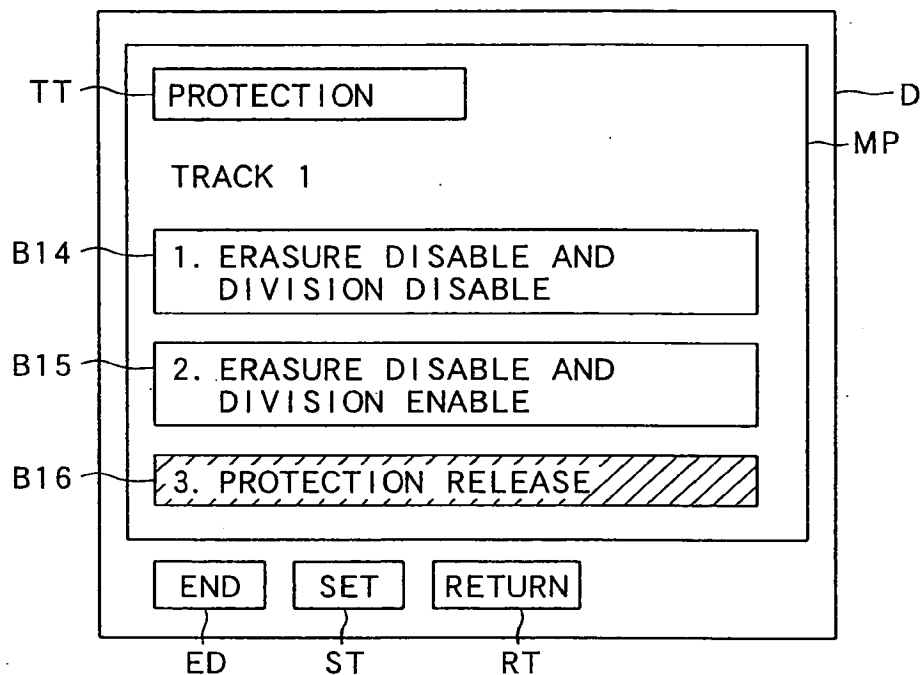 TT PROTECTION D
MP
TRACK 1
B14 1. ERASURE DISABLE AND
DIVISION DISABLE
B15 2. ERASURE DISABLE AND
DIVISION ENABLE
B16 3. PROTECTION RELEASE
END SET RETURN
ED ST RT